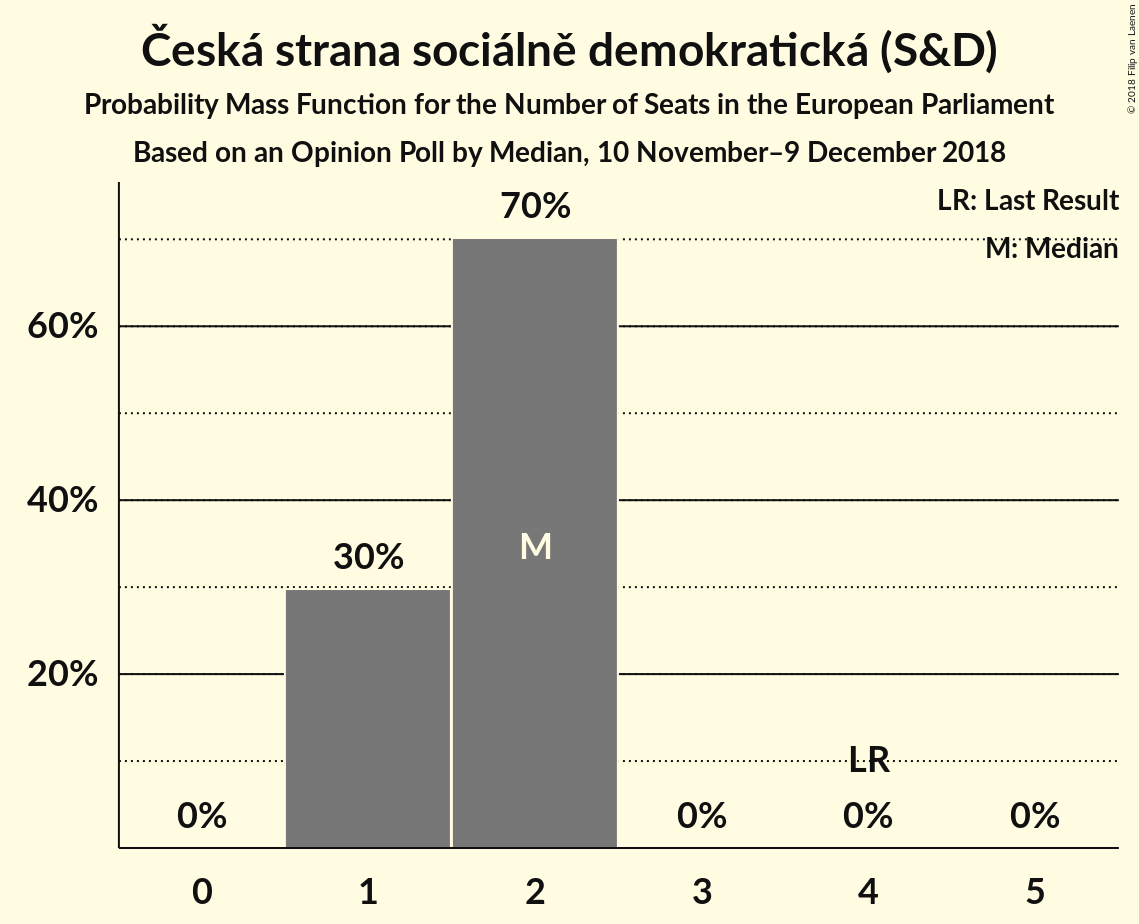 Česká strana sociálně demokratická (S&D)
Probability Mass Function for the Number of Seats in the European Parliament
Based on an Opinion Poll by Median, 10 November–9 December 2018
© 2018 Filip van Laenen
LR: Last Result
M: Median
70%
60%
40%
30%
M
20%
LR
0%
0%
0%
0%
0 1 2 3 4 5